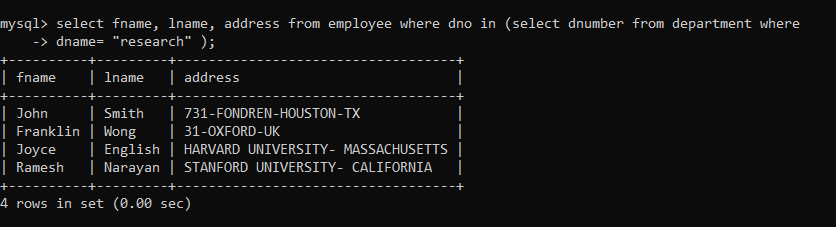 mysql> select fname, lname, address from employee where dno in (select dnumber from department where
    -> dname= "research" );
+----------+---------+-----------------------------------+
| fname    | lname   | address                           |
+----------+---------+-----------------------------------+
| John     | Smith   | 731-FONDREN-HOUSTON-TX            |
| Franklin | Wong    | 31-OXFORD-UK                      |
| Joyce    | English | HARVARD UNIVERSITY- MASSACHUSETTS |
| Ramesh   | Narayan | STANFORD UNIVERSITY- CALIFORNIA   |
+----------+---------+-----------------------------------+
4 rows in set (0.00 sec)